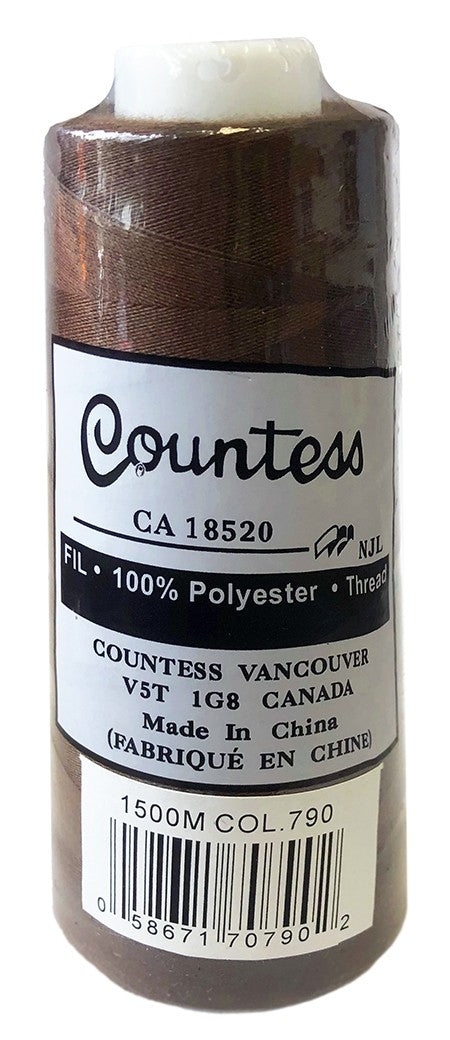 Countess
CA 18520
NJL
FIL • 100% Polyester • Thread
COUNTESS VANCOUVER
V5T 1G8 CANADA
Made In China
(FABRIQUÉ EN CHINE)
1500M COL.790
0 58671 70790 2